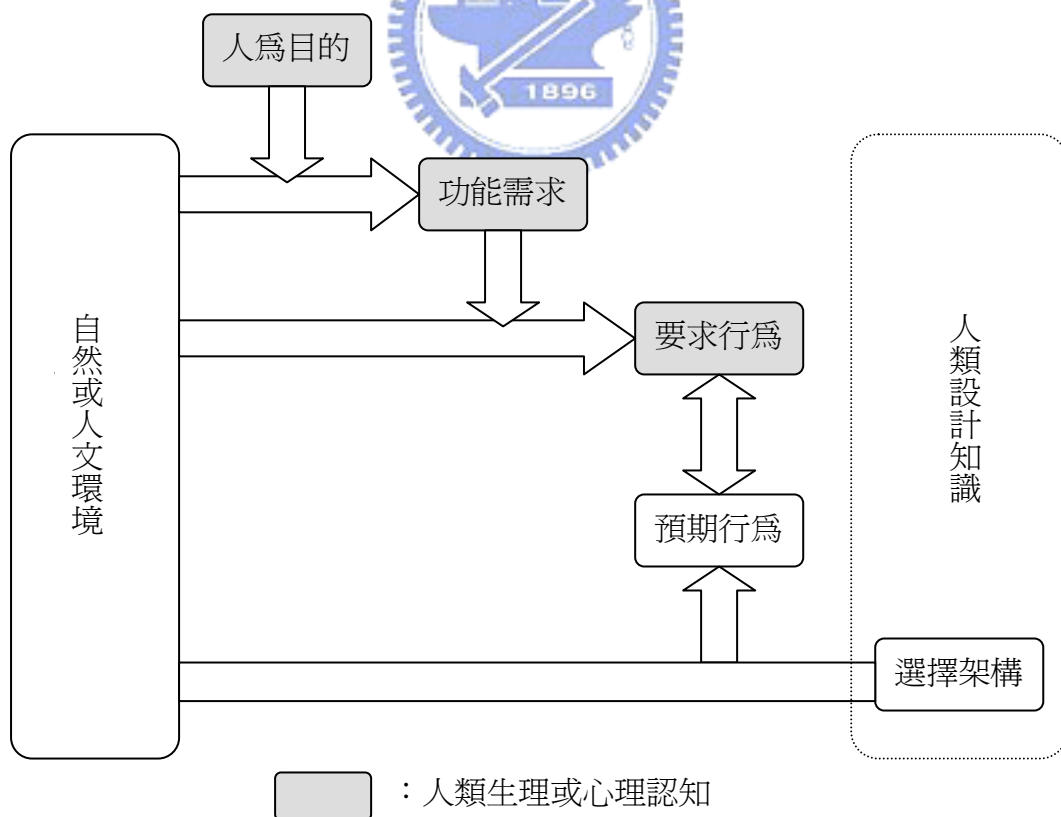 1896
人爲目的
功能需求
要求行爲
預期行爲
選擇架構
自然或人文環境
人類設計知識
：人類生理或心理認知